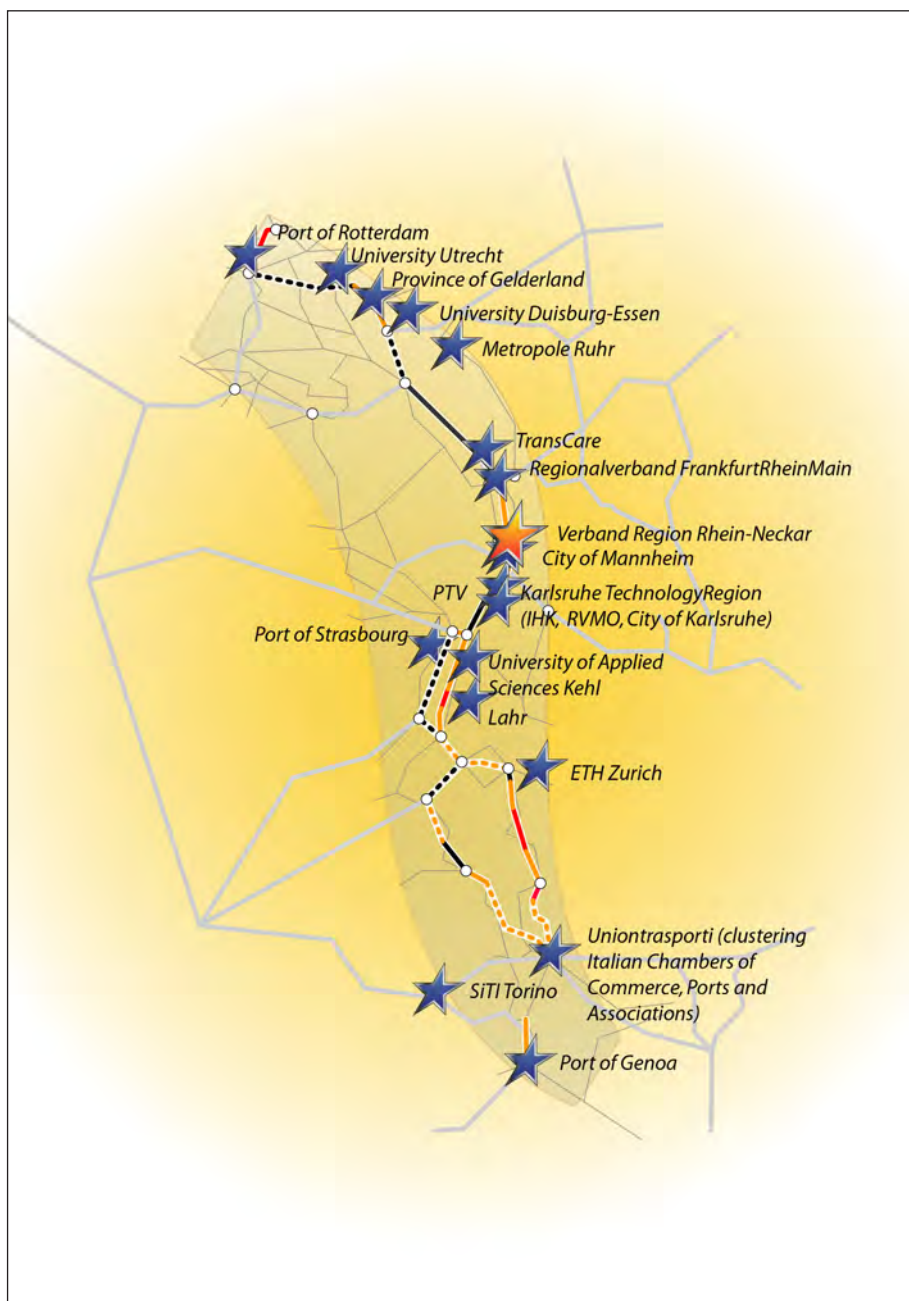 Port of Rotterdam
University Utrecht
Province of Gelderland
University Duisburg-Essen
Metropole Ruhr
TransCare
Regionalverband FrankfurtRheinMain
Verband Region Rhein-Neckar
City of Mannheim
PTV
Karlsruhe TechnologyRegion
(IHK, RVMO, City of Karlsruhe)
Port of Strasbourg
University of Applied
Sciences Kehl
Lahr
ETH Zurich
Uniontrasporti (clustering
Italian Chambers of
Commerce, Ports and
Associations)
SiTI Torino
Port of Genoa